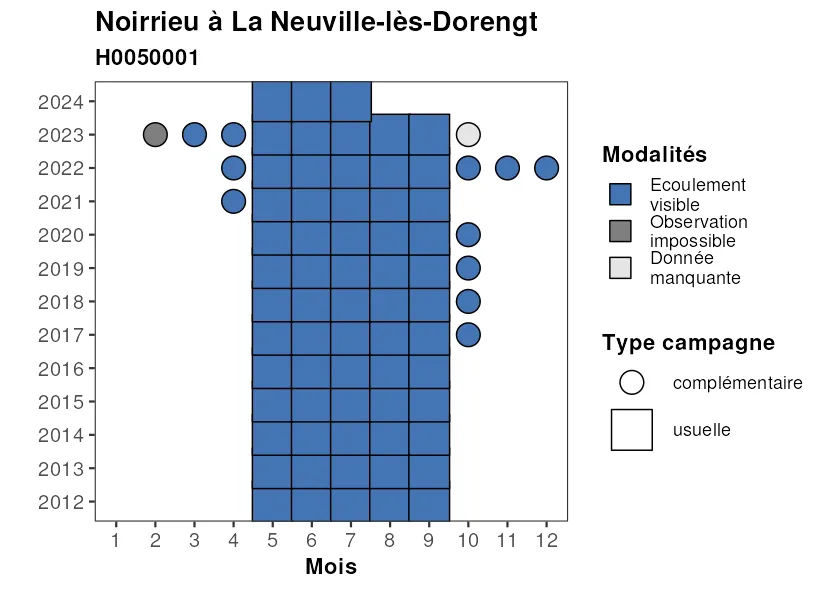 Noirrieu à La Neuville-lès-Dorengt
H0050001
2024
2023
2022
2021
2020
2019
2018
2017
2016
2015
2014
2013
2012
1 2 3 4 5 6 7 8 9 10 11 12
Mois
Modalités
Ecoulement
visible
Observation
impossible
Donnée
manquante
Type campagne
complémentaire
usuelle